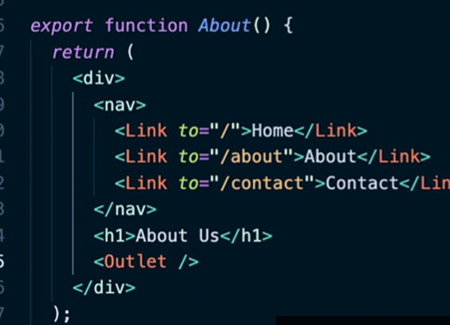 export function About() {
return (
<div>
<nav>
<Link to="/">Home</Link>
<Link to="/about">About</Link>
<Link to="/contact">Contact</Lin
</nav>
<h1>About Us</h1>
<Outlet />
</div>
);